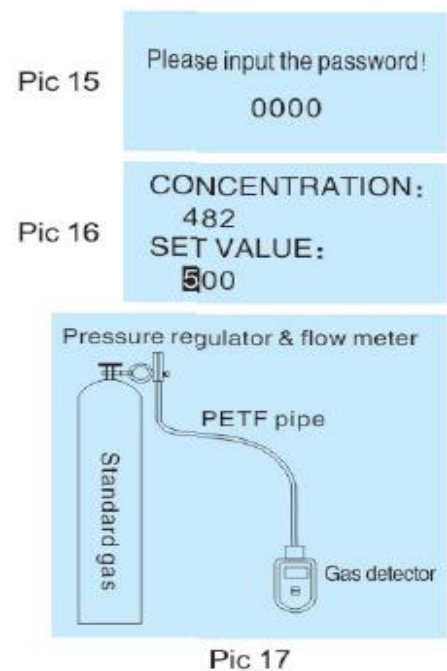 Pic 15
Please input the password!
0000
Pic 16
CONCENTRATION:
482
SET VALUE:
500
Pressure regulator & flow meter
PETF pipe
Standard gas
Gas detector
Pic 17